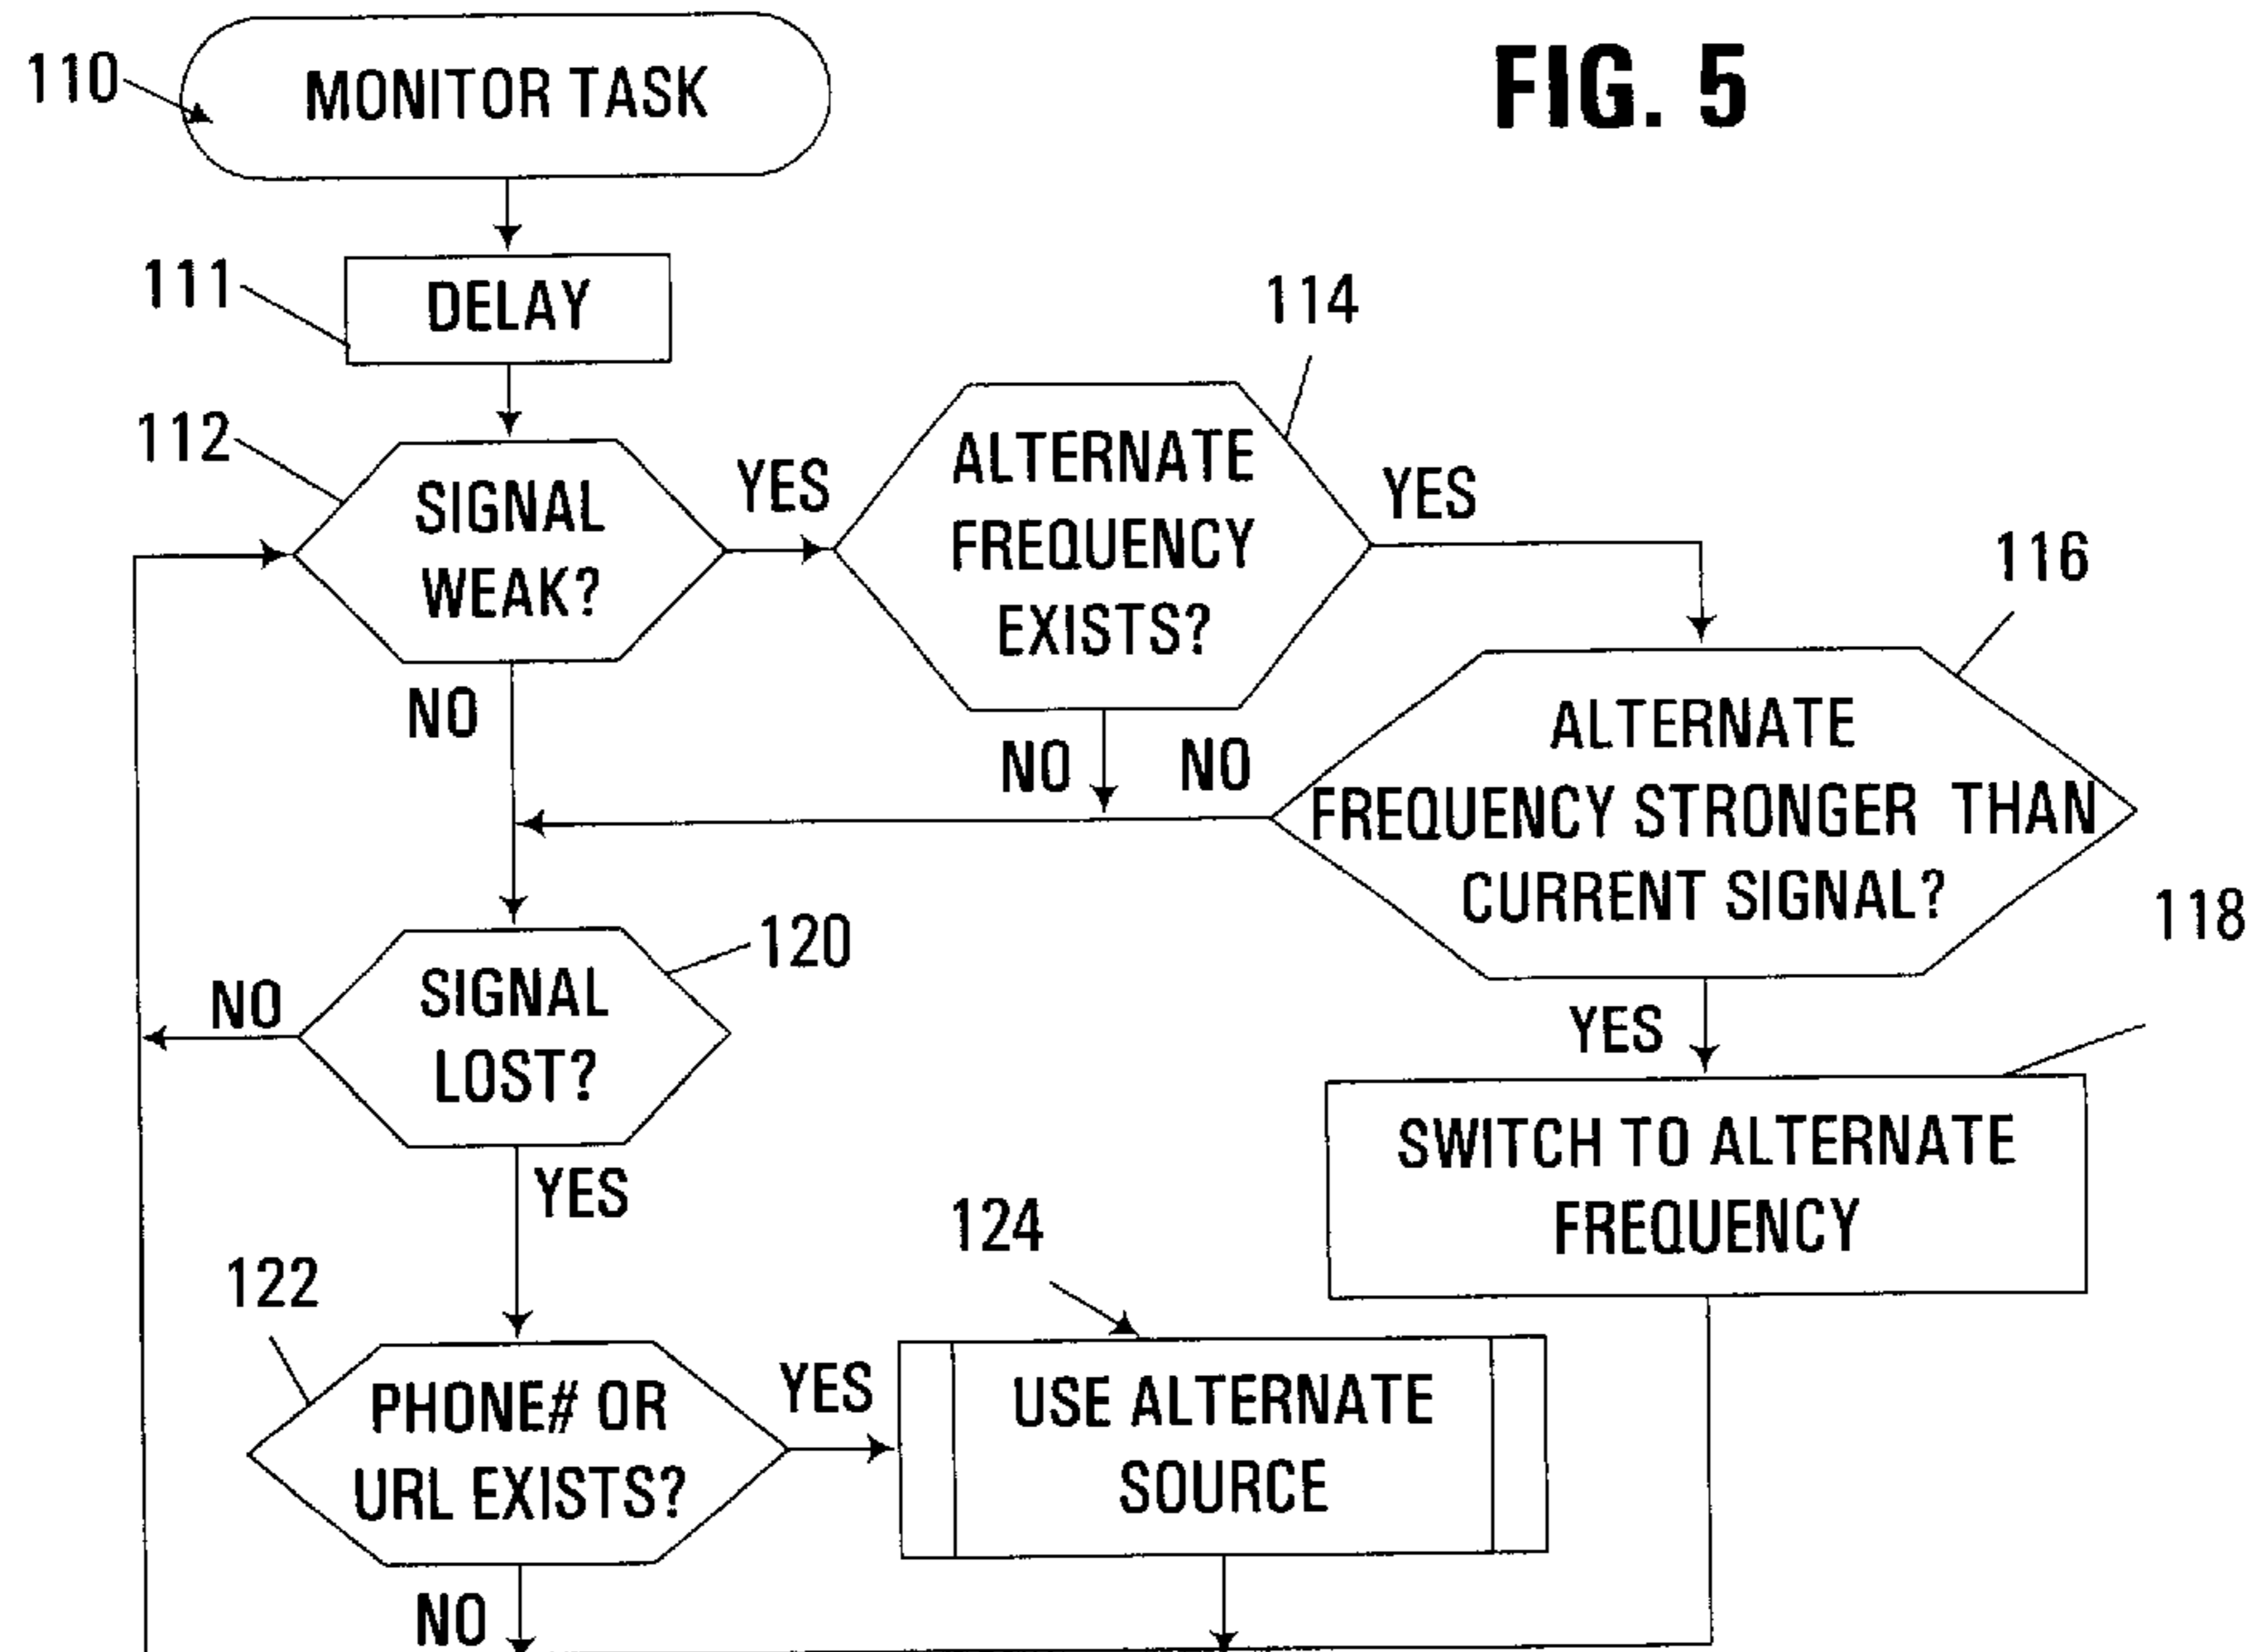 FIG. 5
110
MONITOR TASK
111
DELAY
112
SIGNAL
WEAK?
YES
NO
114
ALTERNATE
FREQUENCY
EXISTS?
YES
NO
116
ALTERNATE
FREQUENCY STRONGER THAN
CURRENT SIGNAL?
NO
YES
118
SWITCH TO ALTERNATE
FREQUENCY
120
SIGNAL
LOST?
NO
YES
122
PHONE# OR
URL EXISTS?
YES
NO
124
USE ALTERNATE
SOURCE